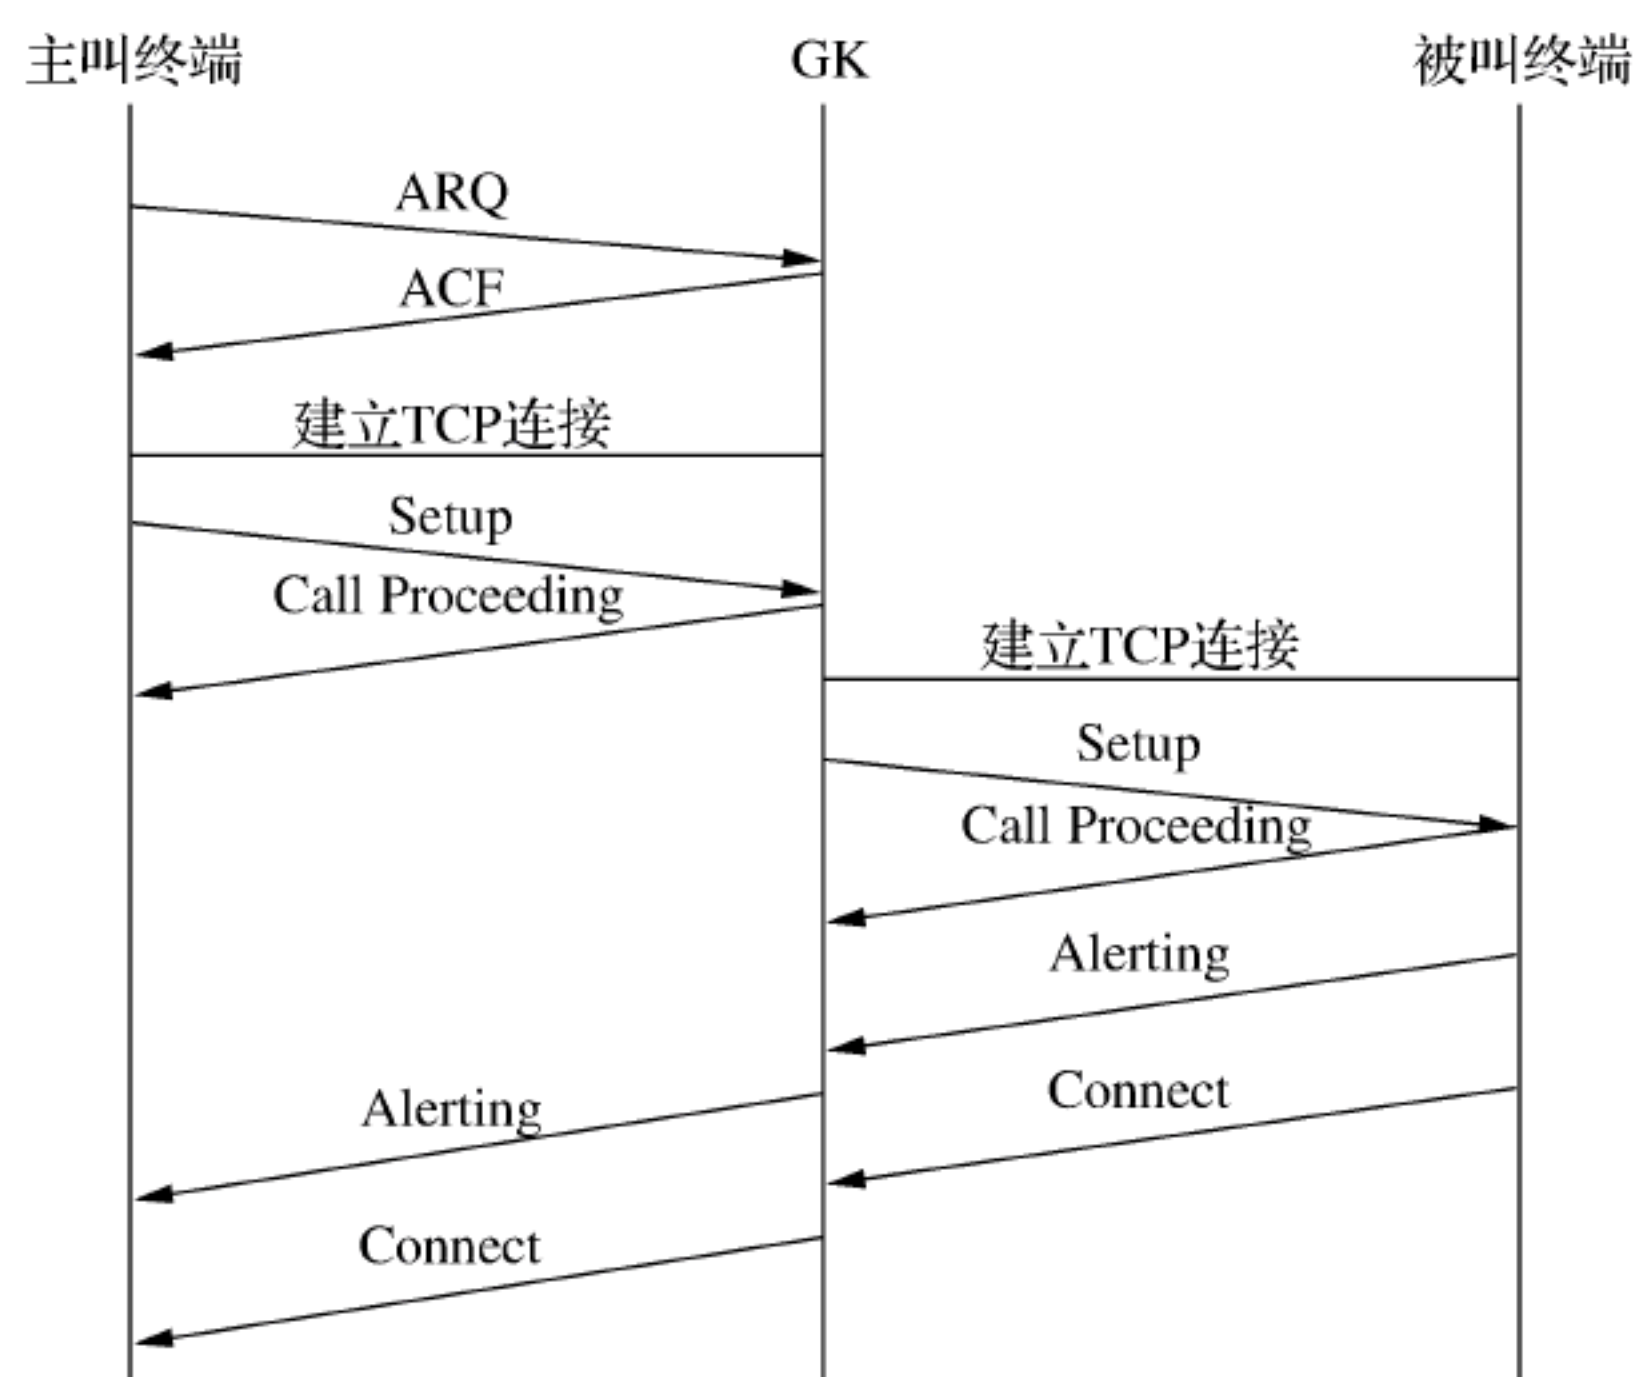 主叫终端 GK 被叫终端
ARQ
ACF
建立TCP连接
Setup
Call Proceeding
建立TCP连接
Setup
Call Proceeding
Alerting
Connect
Alerting
Connect